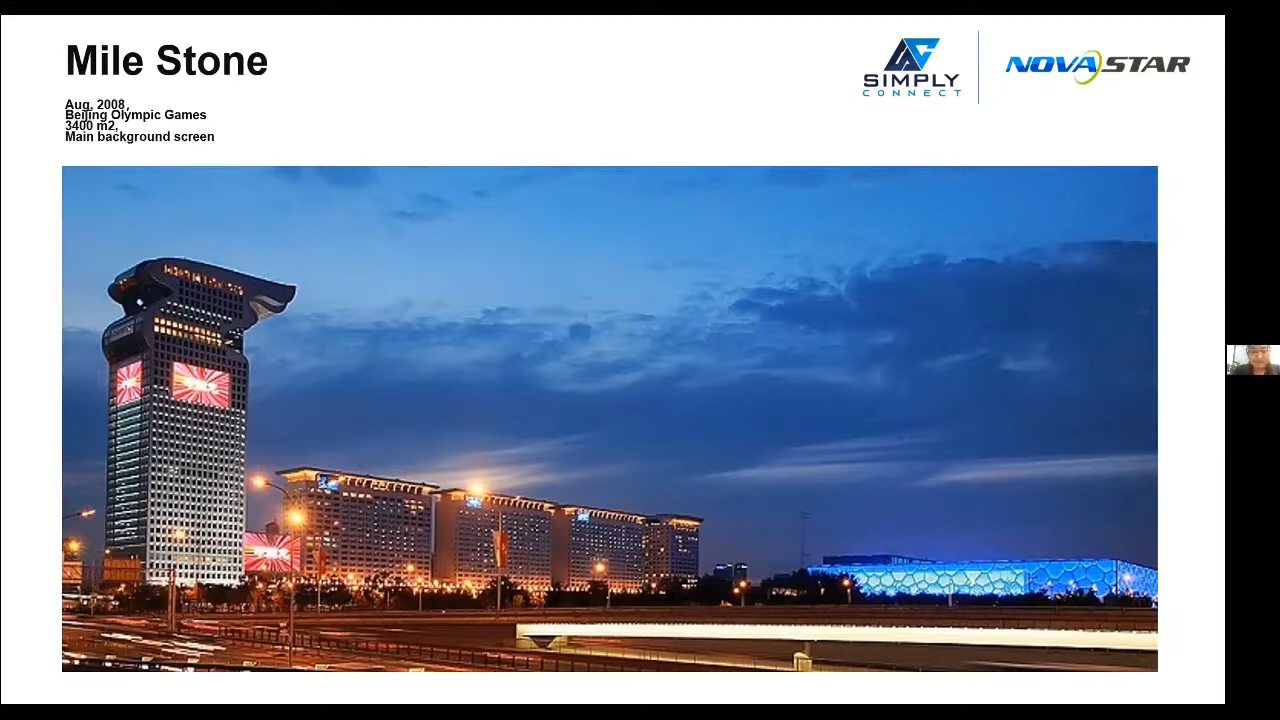 Mile Stone
SIMPLY
CONNECT
NOVASTAR
Aug, 2008,
Beijing Olympic Games
3400 m2,
Main background screen